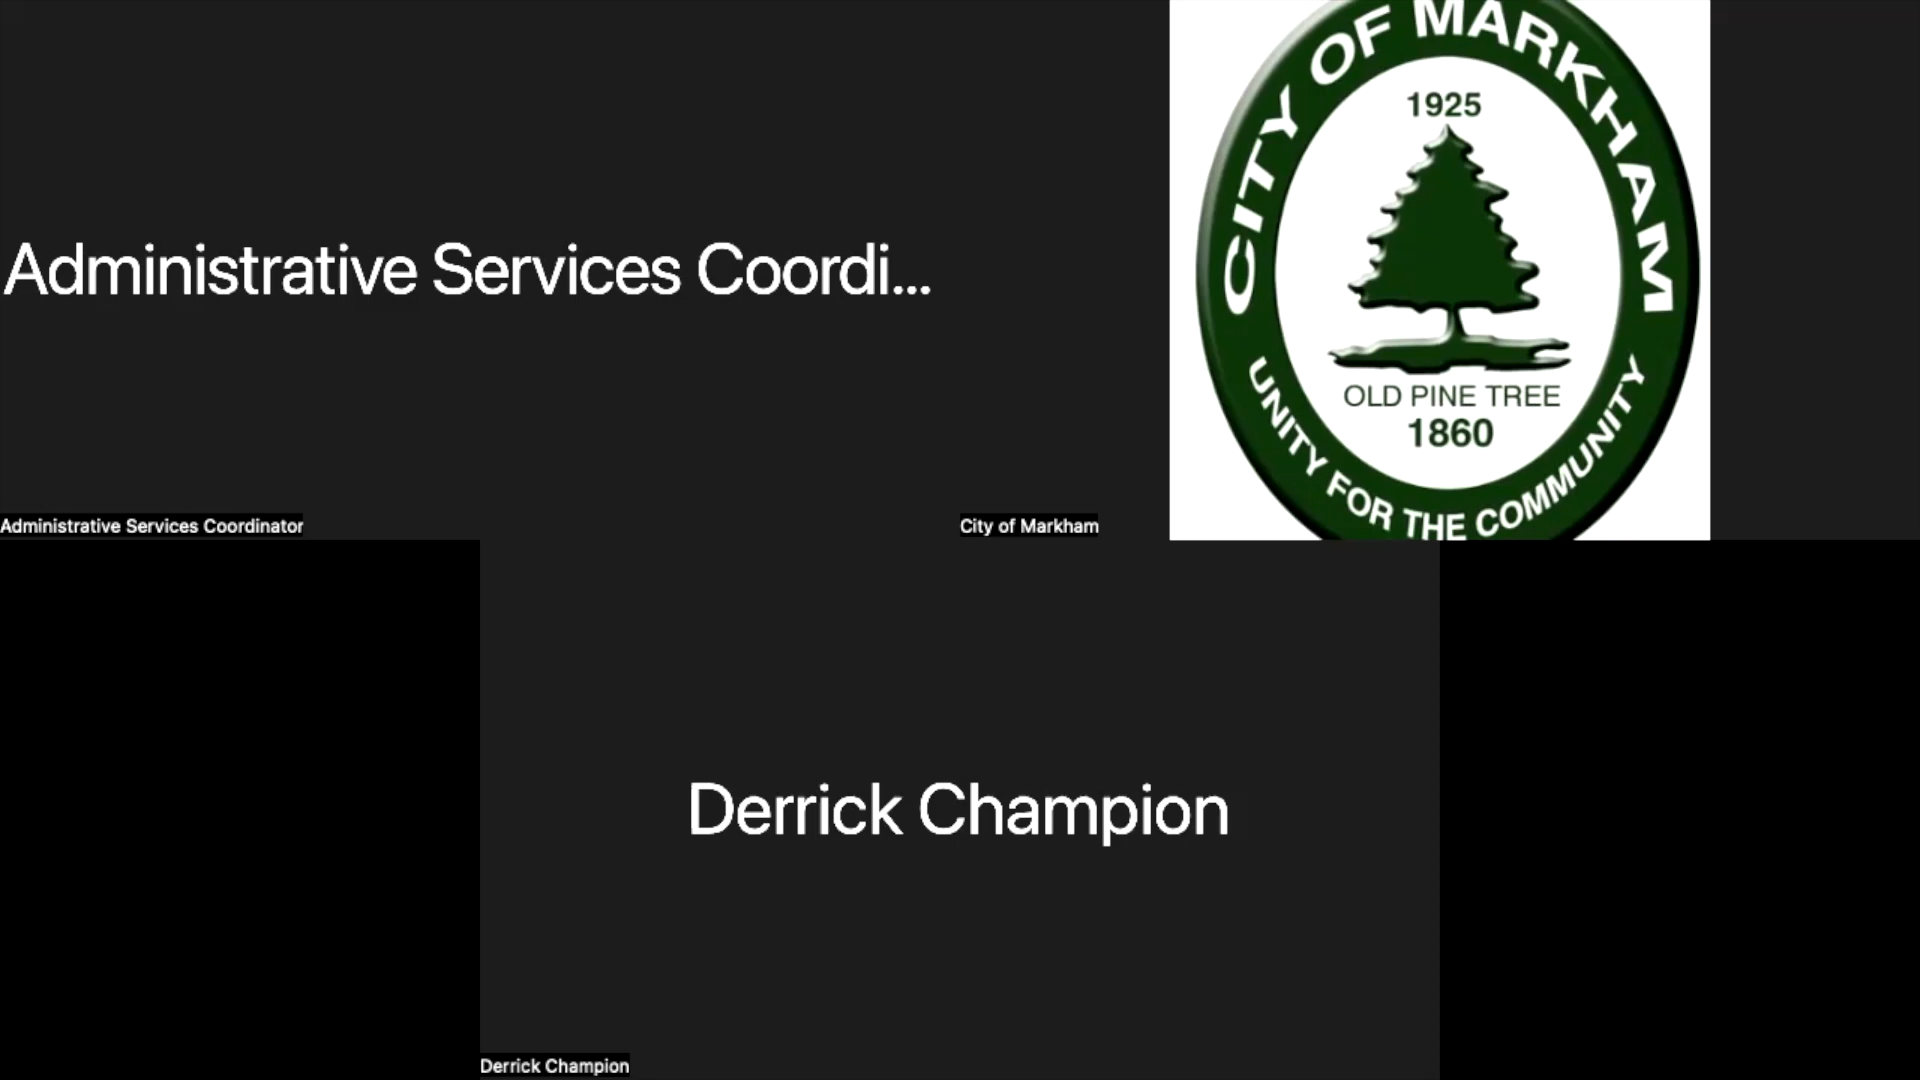 Administrative Services Coordi...
Administrative Services Coordinator
CITY OF MARKHAM
1925
OLD PINE TREE
1860
UNITY FOR THE COMMUNITY
City of Markham
Derrick Champion
Derrick Champion